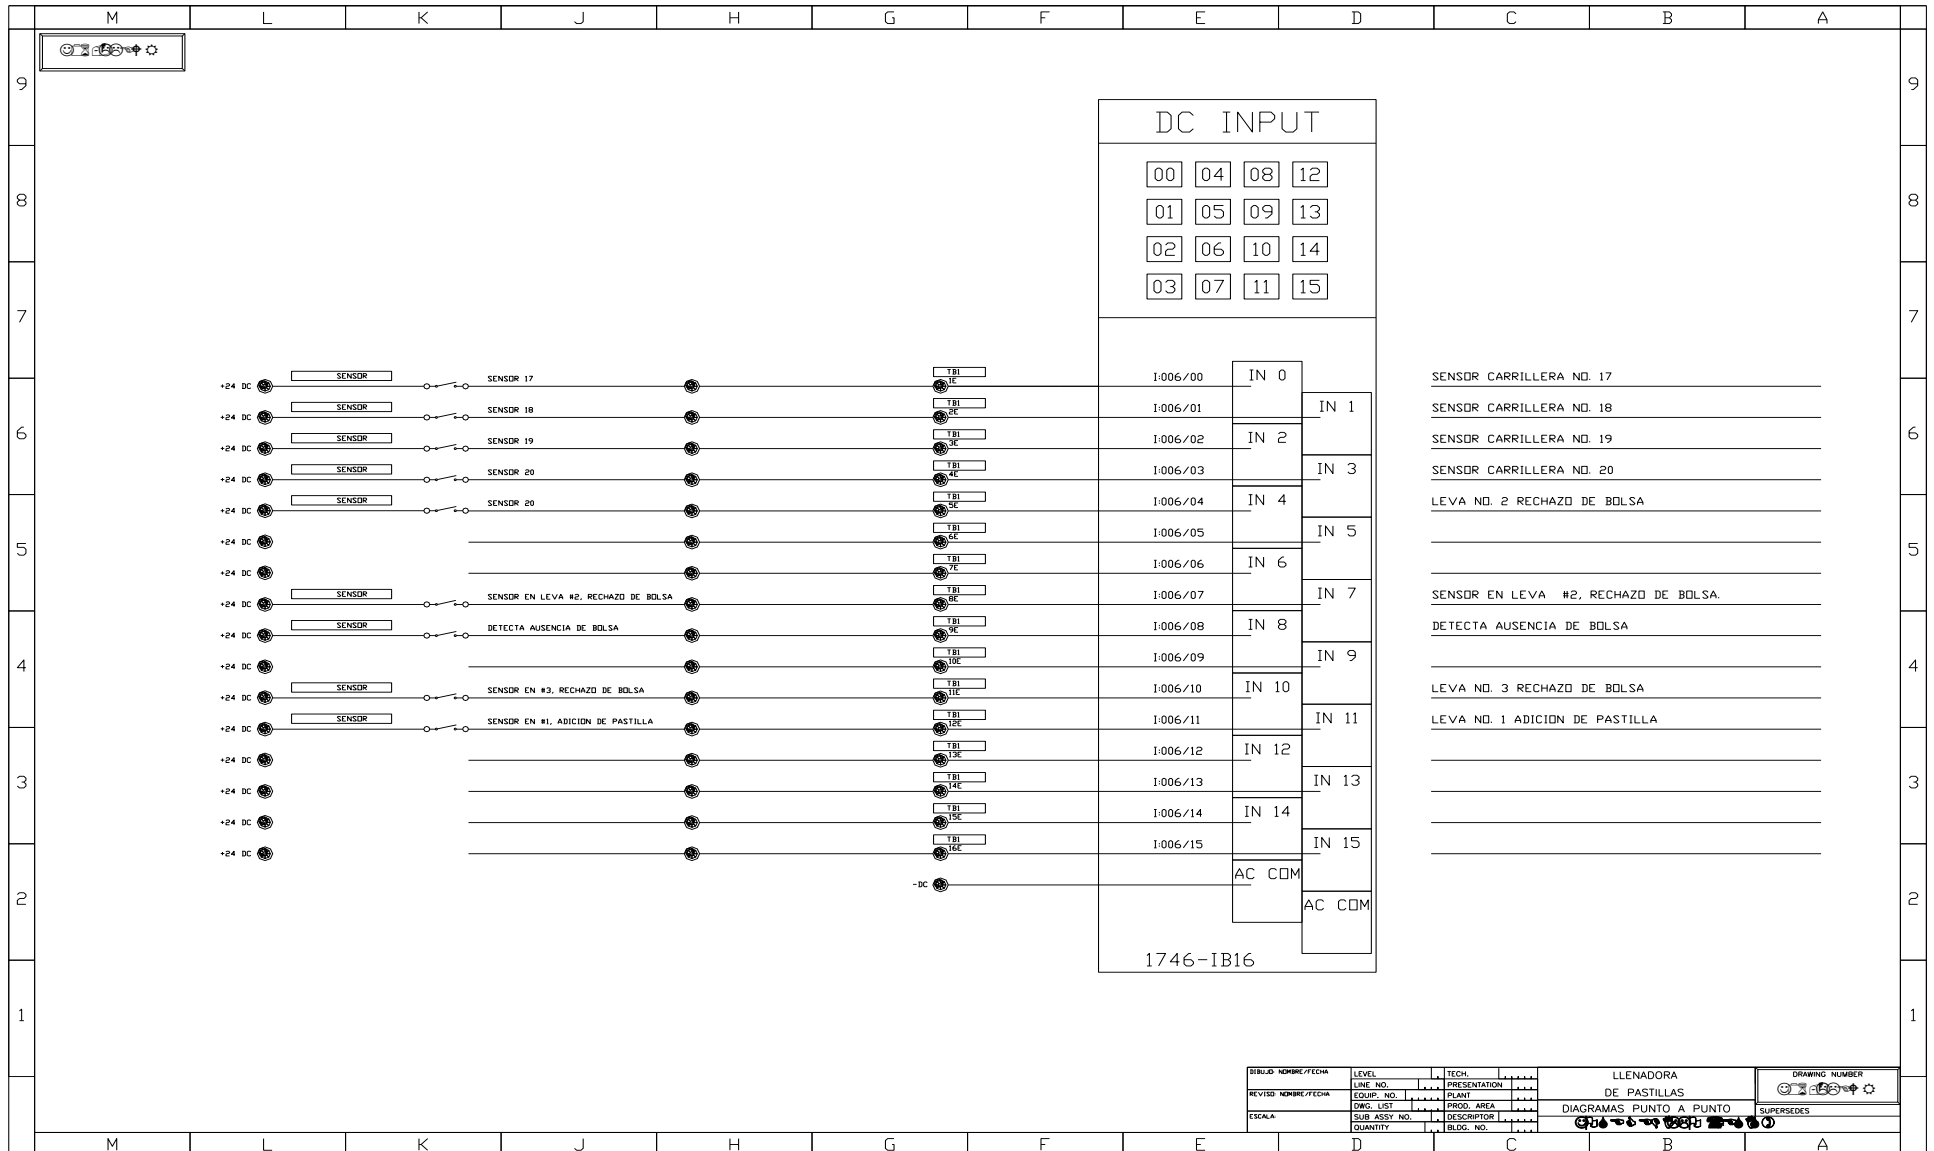 M L K J H G F E D C B A
9 9
DC INPUT
00 04 08 12
8 01 05 09 13 8
02 06 10 14
03 07 11 15
7 7
+24 DC SENSOR SENSOR 17 TB1 1E I:006/00 IN 0 SENSOR CARRILLERA NO. 17
+24 DC SENSOR SENSOR 18 TB1 2E I:006/01 IN 1 SENSOR CARRILLERA NO. 18
6 6
+24 DC SENSOR SENSOR 19 TB1 3E I:006/02 IN 2 SENSOR CARRILLERA NO. 19
+24 DC SENSOR SENSOR 20 TB1 4E I:006/03 IN 3 SENSOR CARRILLERA NO. 20
+24 DC SENSOR SENSOR 20 TB1 5E I:006/04 IN 4 LEVA NO. 2 RECHAZO DE BOLSA
+24 DC TB1 6E I:006/05 IN 5
5 5
+24 DC TB1 7E I:006/06 IN 6
+24 DC SENSOR SENSOR EN LEVA #2, RECHAZO DE BOLSA TB1 8E I:006/07 IN 7 SENSOR EN LEVA #2, RECHAZO DE BOLSA.
+24 DC SENSOR DETECTA AUSENCIA DE BOLSA TB1 9E I:006/08 IN 8 DETECTA AUSENCIA DE BOLSA
4 +24 DC TB1 10E I:006/09 IN 9 4
+24 DC SENSOR SENSOR EN #3, RECHAZO DE BOLSA TB1 11E I:006/10 IN 10 LEVA NO. 3 RECHAZO DE BOLSA
+24 DC SENSOR SENSOR EN #1, ADICION DE PASTILLA TB1 12E I:006/11 IN 11 LEVA NO. 1 ADICION DE PASTILLA
+24 DC TB1 13E I:006/12 IN 12
3 +24 DC TB1 14E I:006/13 IN 13 3
+24 DC TB1 15E I:006/14 IN 14
+24 DC TB1 16E I:006/15 IN 15
-DC AC COM
2 AC COM 2
1746-IB16
1 1
DIBUJO: NOMBRE/FECHA
REVISO: NOMBRE/FECHA
ESCALA:
LEVEL
LINE NO.
EQUIP. NO.
DWG. LIST
SUB ASSY NO.
QUANTITY
TECH.
PRESENTATION
PLANT
PROD. AREA
DESCRIPTOR
BLDG. NO.
LLENADORA
DE PASTILLAS
DIAGRAMAS PUNTO A PUNTO
DRAWING NUMBER
SUPERSEDES
M L K J H G F E D C B A